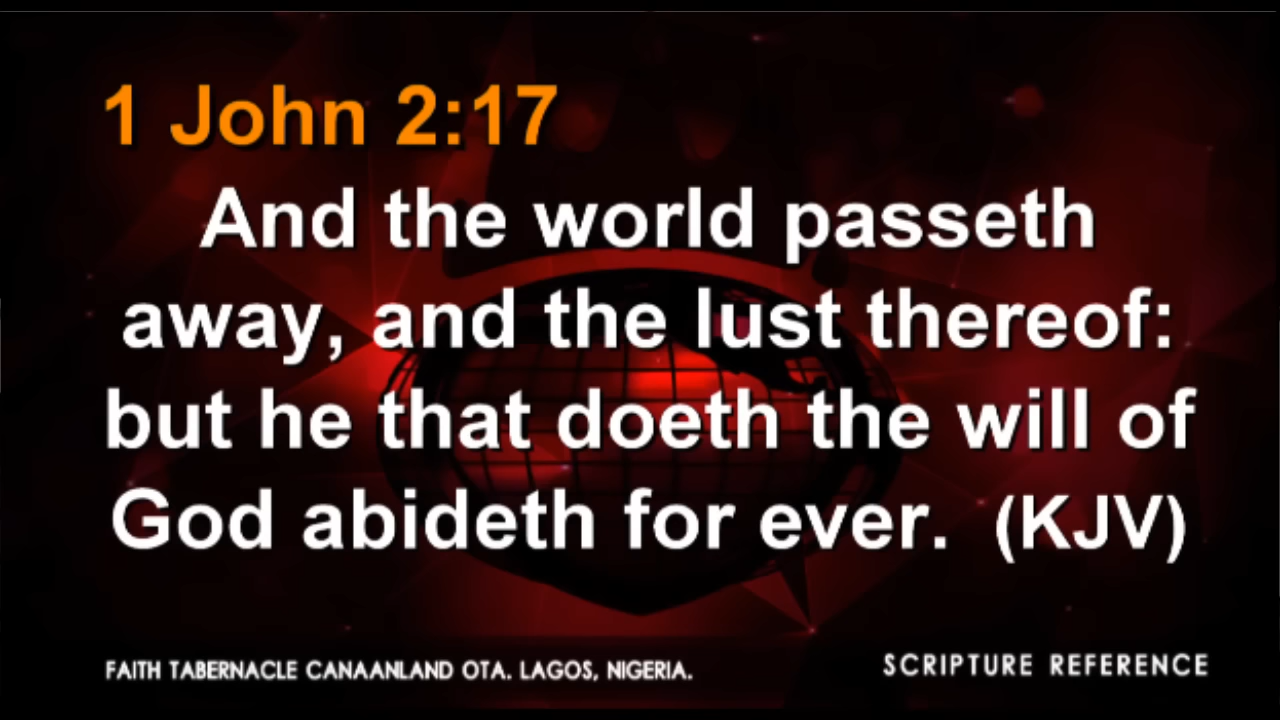 1 John 2:17
And the world passeth
away, and the lust thereof:
but he that doeth the will of
God abideth for ever. (KJV)
FAITH TABERNACLE CANAANLAND OTA. LAGOS, NIGERIA.
SCRIPTURE REFERENCE